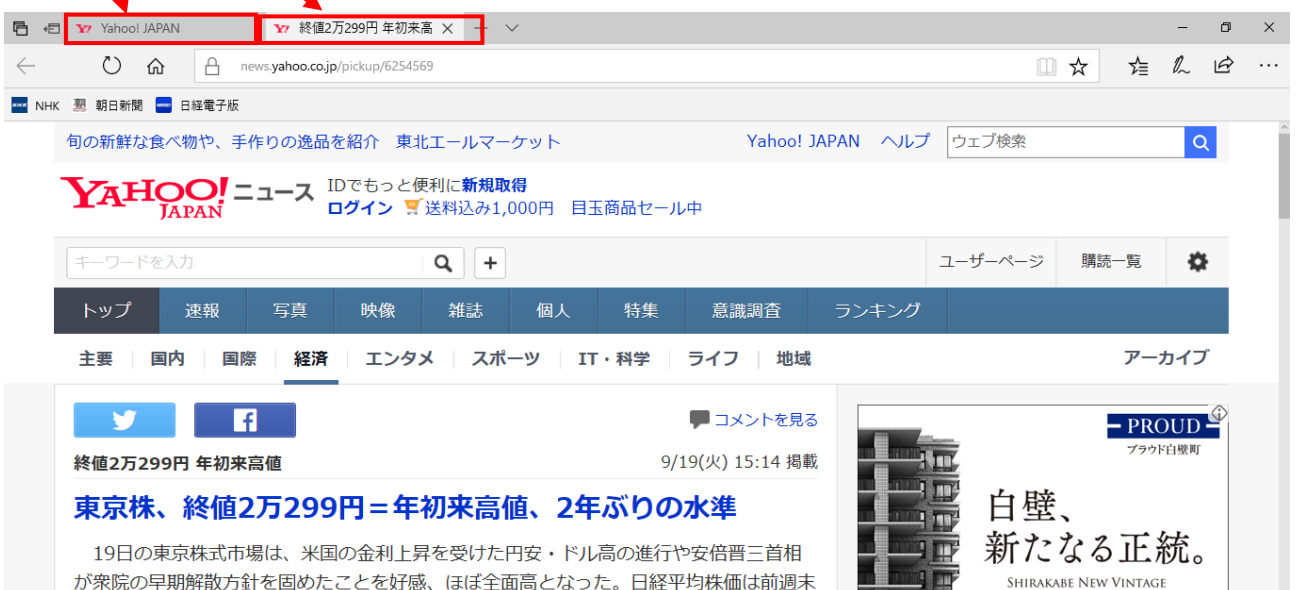 Yahoo! JAPAN
終値2万299円 年初来高
news.yahoo.co.jp/pickup/6254569
NHK 朝日新聞 日経電子版
旬の新鮮な食べ物や、手作りの逸品を紹介 東北エールマーケット Yahoo! JAPAN ヘルプ ウェブ検索
YAHOO! JAPAN ニュース
IDでもっと便利に新規取得
ログイン 送料込み1,000円 目玉商品セール中
キーワードを入力 ユーザーページ 購読一覧
トップ 速報 写真 映像 雑誌 個人 特集 意識調査 ランキング
主要 国内 国際 経済 エンタメ スポーツ IT・科学 ライフ 地域 アーカイブ
コメントを見る
終値2万299円 年初来高値 9/19(火) 15:14 掲載
東京株、終値2万299円＝年初来高値、2年ぶりの水準
19日の東京株式市場は、米国の金利上昇を受けた円安・ドル高の進行や安倍晋三首相
が衆院の早期解散方針を固めたことを好感、ほぼ全面高となった。日経平均株価は前週末
PROUD
プラウド白壁町
白壁、
新たなる正統。
SHIRAKABE NEW VINTAGE